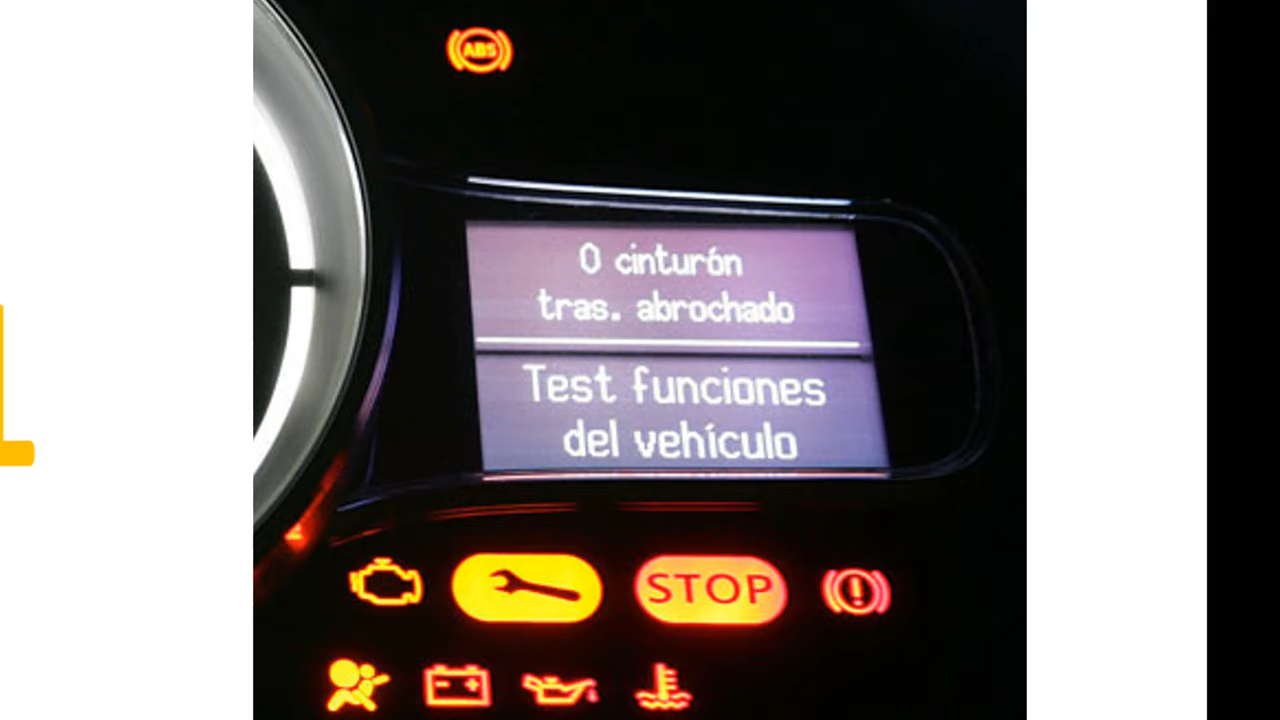 ABS
0 cinturón
tras. abrochado
Test funciones
del vehículo
STOP